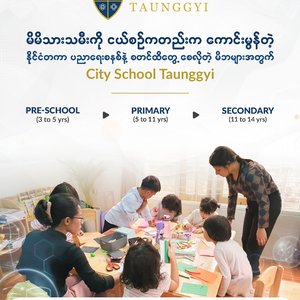 TAUNGGYI
မိမိသားသမီးကို ငယ်စဉ်ကတည်းက ကောင်းမွန်တဲ့
နိုင်ငံတကာ ပညာရေးစနစ်နဲ့ စတင်ထိတွေ့ စေလိုတဲ့ မိဘများအတွက်
City School Taunggyi
PRE-SCHOOL
(3 to 5 yrs)
PRIMARY
(5 to 11 yrs)
SECONDARY
(11 to 14 yrs)